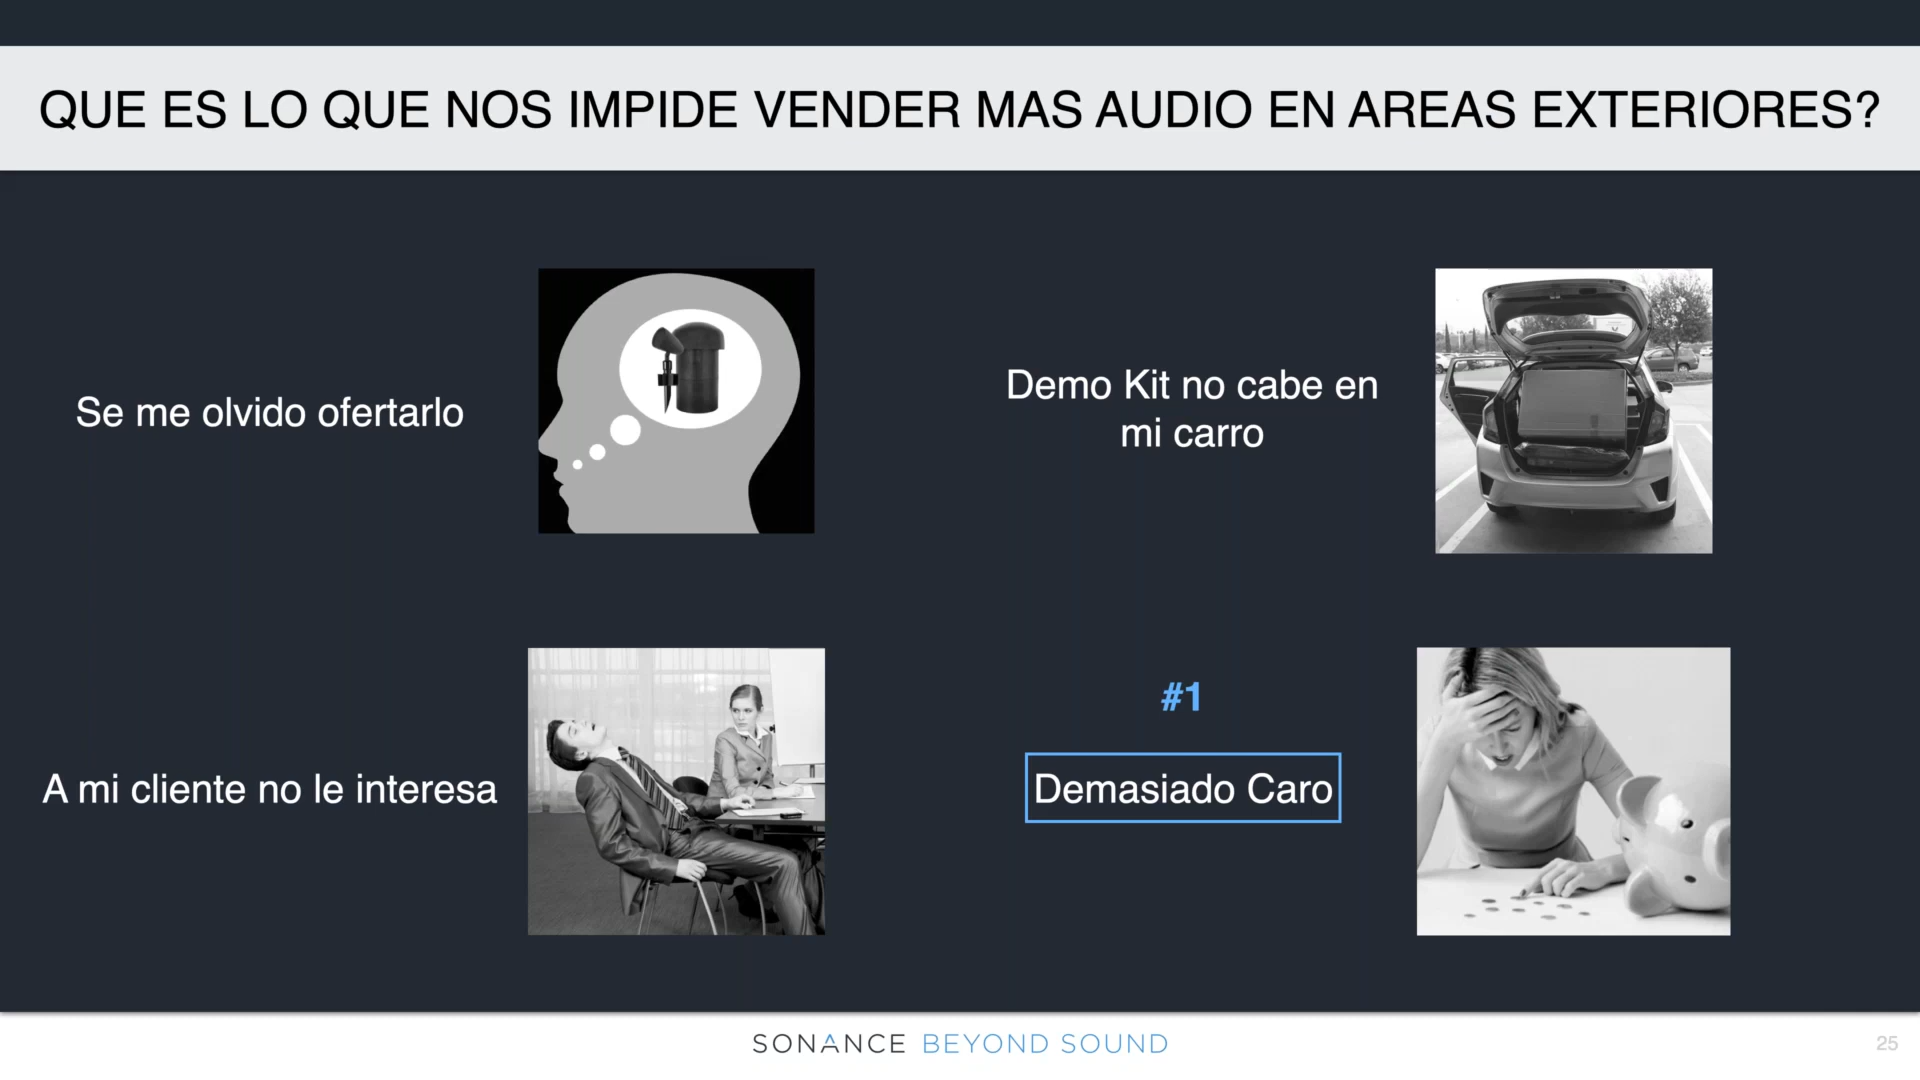 QUE ES LO QUE NOS IMPIDE VENDER MAS AUDIO EN AREAS EXTERIORES?
Se me olvido ofertarlo
Demo Kit no cabe en
mi carro
A mi cliente no le interesa
#1
Demasiado Caro
SONANCE BEYOND SOUND
25